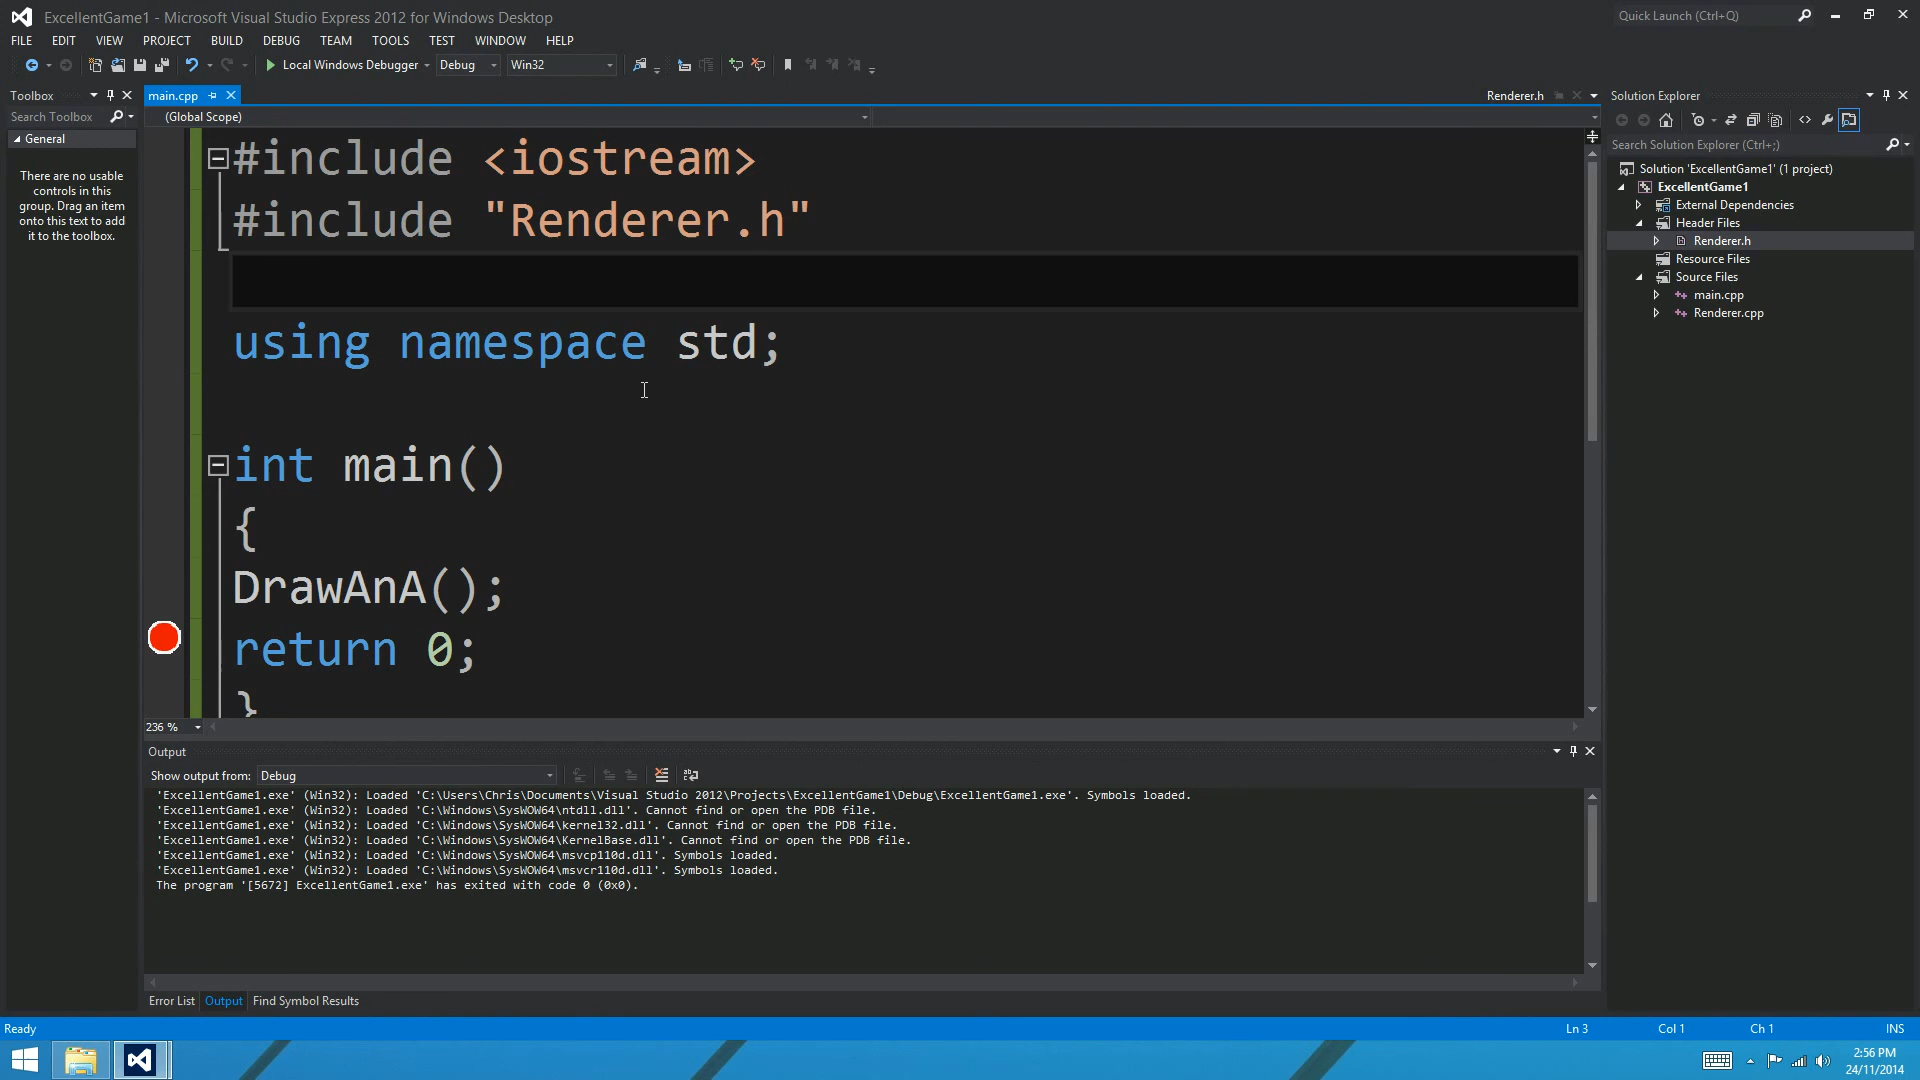 ExcellentGame1 - Microsoft Visual Studio Express 2012 for Windows Desktop
Quick Launch (Ctrl+Q)
FILE EDIT VIEW PROJECT BUILD DEBUG TEAM TOOLS TEST WINDOW HELP
Local Windows Debugger Debug Win32
Toolbox
Search Toolbox
General
There are no usable
controls in this
group. Drag an item
onto this text to add
it to the toolbox.
main.cpp
Renderer.h
(Global Scope)
#include <iostream>
#include "Renderer.h"
using namespace std;
int main()
{
DrawAnA();
return 0;
}
236 %
Output
Show output from: Debug
'ExcellentGame1.exe' (Win32): Loaded 'C:\Users\Chris\Documents\Visual Studio 2012\Projects\ExcellentGame1\Debug\ExcellentGame1.exe'. Symbols loaded.
'ExcellentGame1.exe' (Win32): Loaded 'C:\Windows\SysWOW64\ntdll.dll'. Cannot find or open the PDB file.
'ExcellentGame1.exe' (Win32): Loaded 'C:\Windows\SysWOW64\kernel32.dll'. Cannot find or open the PDB file.
'ExcellentGame1.exe' (Win32): Loaded 'C:\Windows\SysWOW64\KernelBase.dll'. Cannot find or open the PDB file.
'ExcellentGame1.exe' (Win32): Loaded 'C:\Windows\SysWOW64\msvcp110d.dll'. Symbols loaded.
'ExcellentGame1.exe' (Win32): Loaded 'C:\Windows\SysWOW64\msvcr110d.dll'. Symbols loaded.
The program '[5672] ExcellentGame1.exe' has exited with code 0 (0x0).
Error List Output Find Symbol Results
Solution Explorer
Search Solution Explorer (Ctrl+;)
Solution 'ExcellentGame1' (1 project)
ExcellentGame1
External Dependencies
Header Files
Renderer.h
Resource Files
Source Files
main.cpp
Renderer.cpp
Ready
Ln 3 Col 1 Ch 1 INS
2:56 PM
24/11/2014